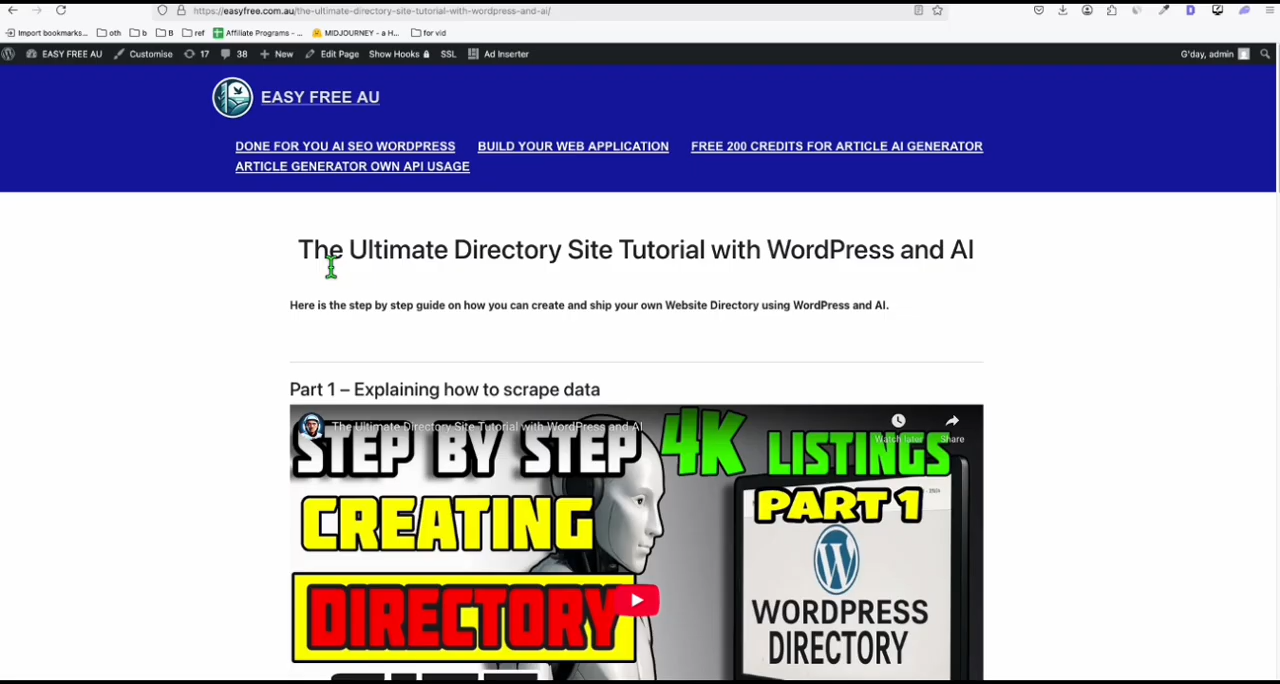 https://easyfree.com.au/the-ultimate-directory-site-tutorial-with-wordpress-and-ai/
Import bookmarks... oth b B ref Affiliate Programs - ... MIDJOURNEY - a H... for vid
EASY FREE AU Customise 17 38 New Edit Page Show Hooks SSL Ad Inserter G'day, admin
EASY FREE AU
DONE FOR YOU AI SEO WORDPRESS BUILD YOUR WEB APPLICATION FREE 200 CREDITS FOR ARTICLE AI GENERATOR
ARTICLE GENERATOR OWN API USAGE
The Ultimate Directory Site Tutorial with WordPress and AI
Here is the step by step guide on how you can create and ship your own Website Directory using WordPress and AI.
Part 1 – Explaining how to scrape data
The Ultimate Directory Site Tutorial with WordPress and AI
Watch later Share
STEP BY STEP 4K LISTINGS
CREATING PART 1
DIRECTORY
WORDPRESS
DIRECTORY